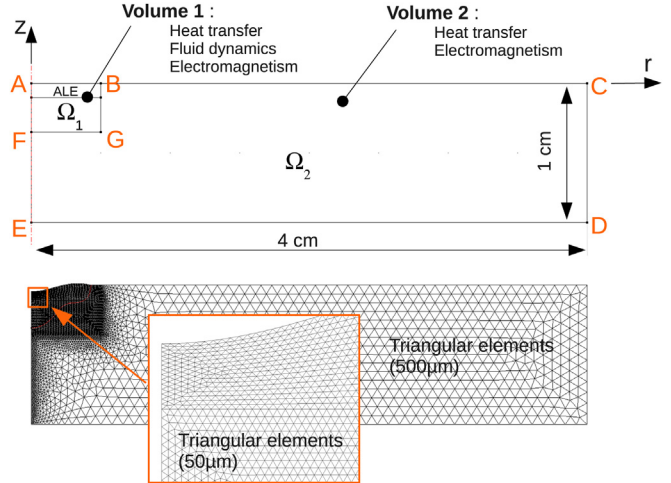 Volume 1 :
Heat transfer
Fluid dynamics
Electromagnetism
Volume 2 :
Heat transfer
Electromagnetism
z
r
A
B
C
ALE
Ω1
F
G
Ω2
1 cm
E
D
4 cm
Triangular elements
(500µm)
Triangular elements
(50µm)